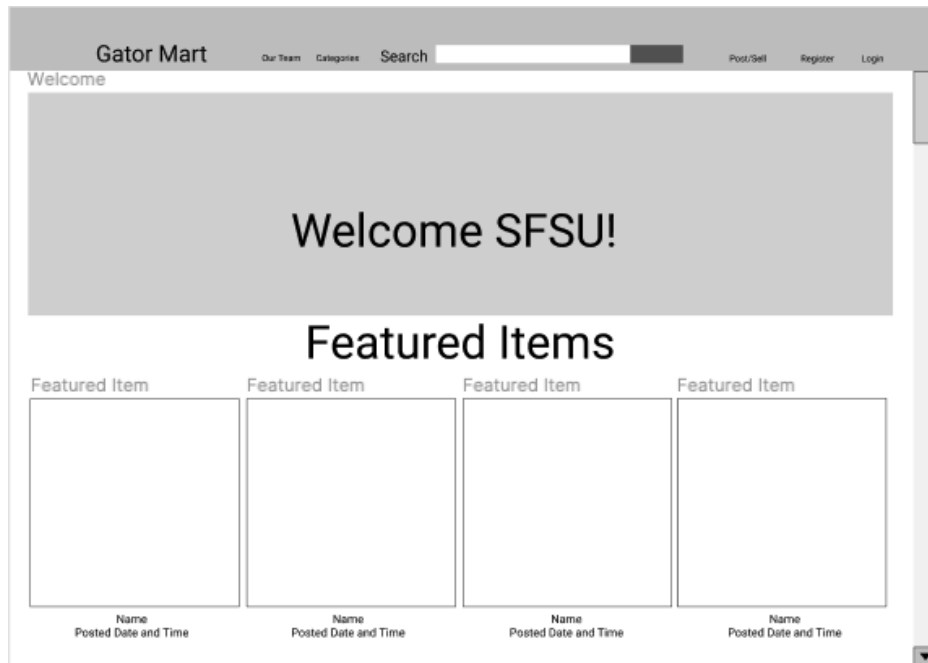 Gator Mart Our Team Categories Search Post/Sell Register Login
Welcome
Welcome SFSU!
Featured Items
Featured Item Featured Item Featured Item Featured Item
Name Name Name Name
Posted Date and Time Posted Date and Time Posted Date and Time Posted Date and Time